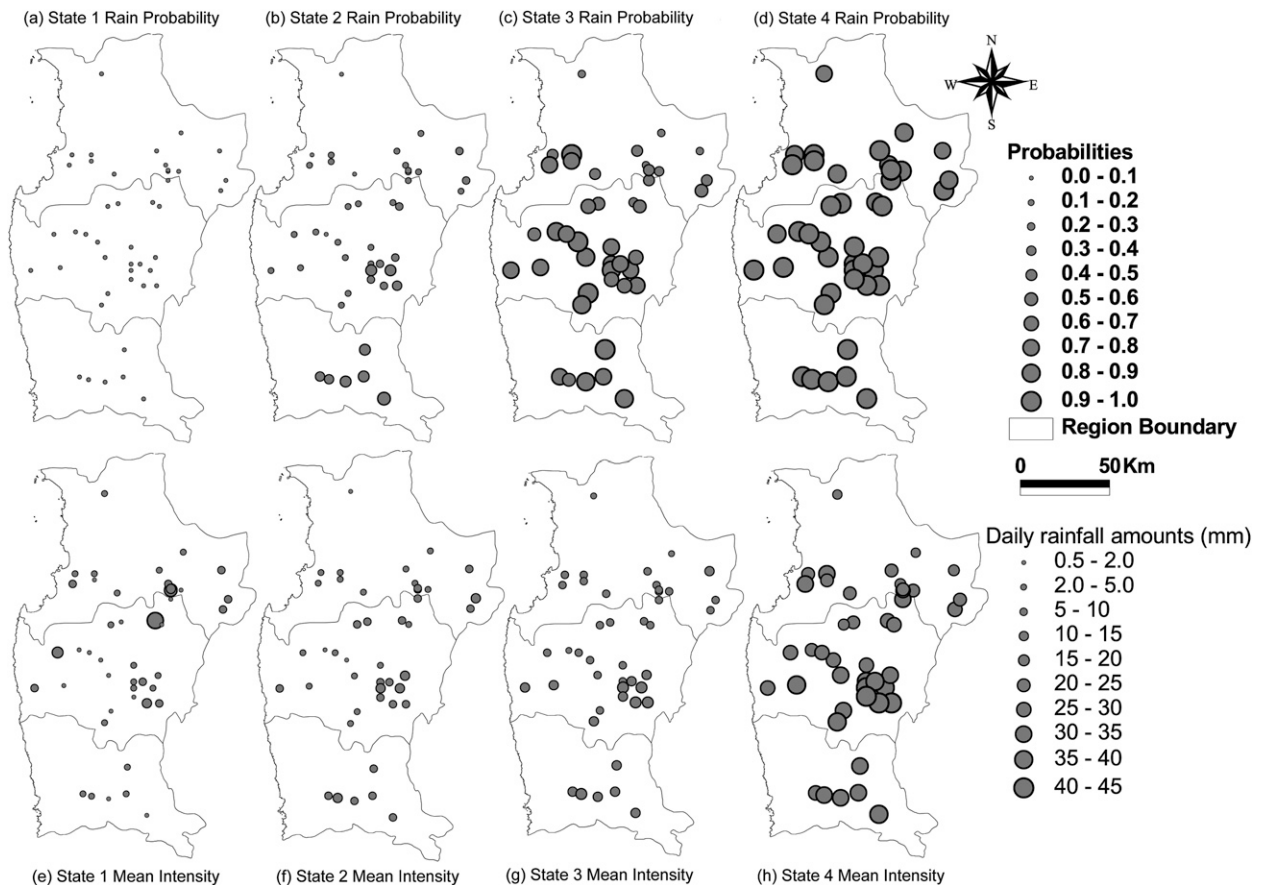 (a) State 1 Rain Probability
(b) State 2 Rain Probability
(c) State 3 Rain Probability
(d) State 4 Rain Probability
N
W
E
S
Probabilities
0.0 - 0.1
0.1 - 0.2
0.2 - 0.3
0.3 - 0.4
0.4 - 0.5
0.5 - 0.6
0.6 - 0.7
0.7 - 0.8
0.8 - 0.9
0.9 - 1.0
Region Boundary
0 50 Km
Daily rainfall amounts (mm)
0.5 - 2.0
2.0 - 5.0
5 - 10
10 - 15
15 - 20
20 - 25
25 - 30
30 - 35
35 - 40
40 - 45
(e) State 1 Mean Intensity
(f) State 2 Mean Intensity
(g) State 3 Mean Intensity
(h) State 4 Mean Intensity